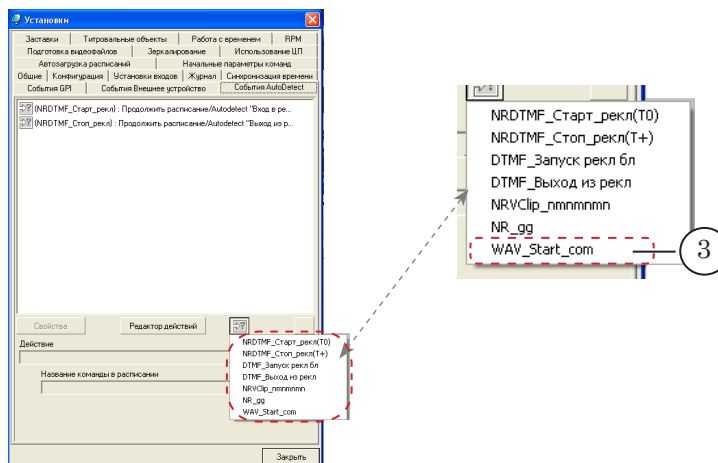 Установки
Заставки Титровальные объекты Работа с временем RPM
Подготовка видеофайлов Зеркалирование Использование ЦП
Автозагрузка расписаний Начальные параметры команд
Общие Конфигурация Установки входов Журнал Синхронизация времени
События GPI События Внешнее устройство События AutoDetect
(NRDTMF_Старт_рекл) : Продолжить расписание/Autodetect "Вход в ре...
(NRDTMF_Стоп_рекл) : Продолжить расписание/Autodetect "Выход из р...
Свойства Редактор действий
Действие
Название команды в расписании
NRDTMF_Старт_рекл(T0)
NRDTMF_Стоп_рекл(T+)
DTMF_Запуск рекл бл
DTMF_Выход из рекл
NRVClip_nmnmnmn
NR_gg
WAV_Start_com
Закрыть
NRDTMF_Старт_рекл(T0)
NRDTMF_Стоп_рекл(T+)
DTMF_Запуск рекл бл
DTMF_Выход из рекл
NRVClip_nmnmnmn
NR_gg
WAV_Start_com
3